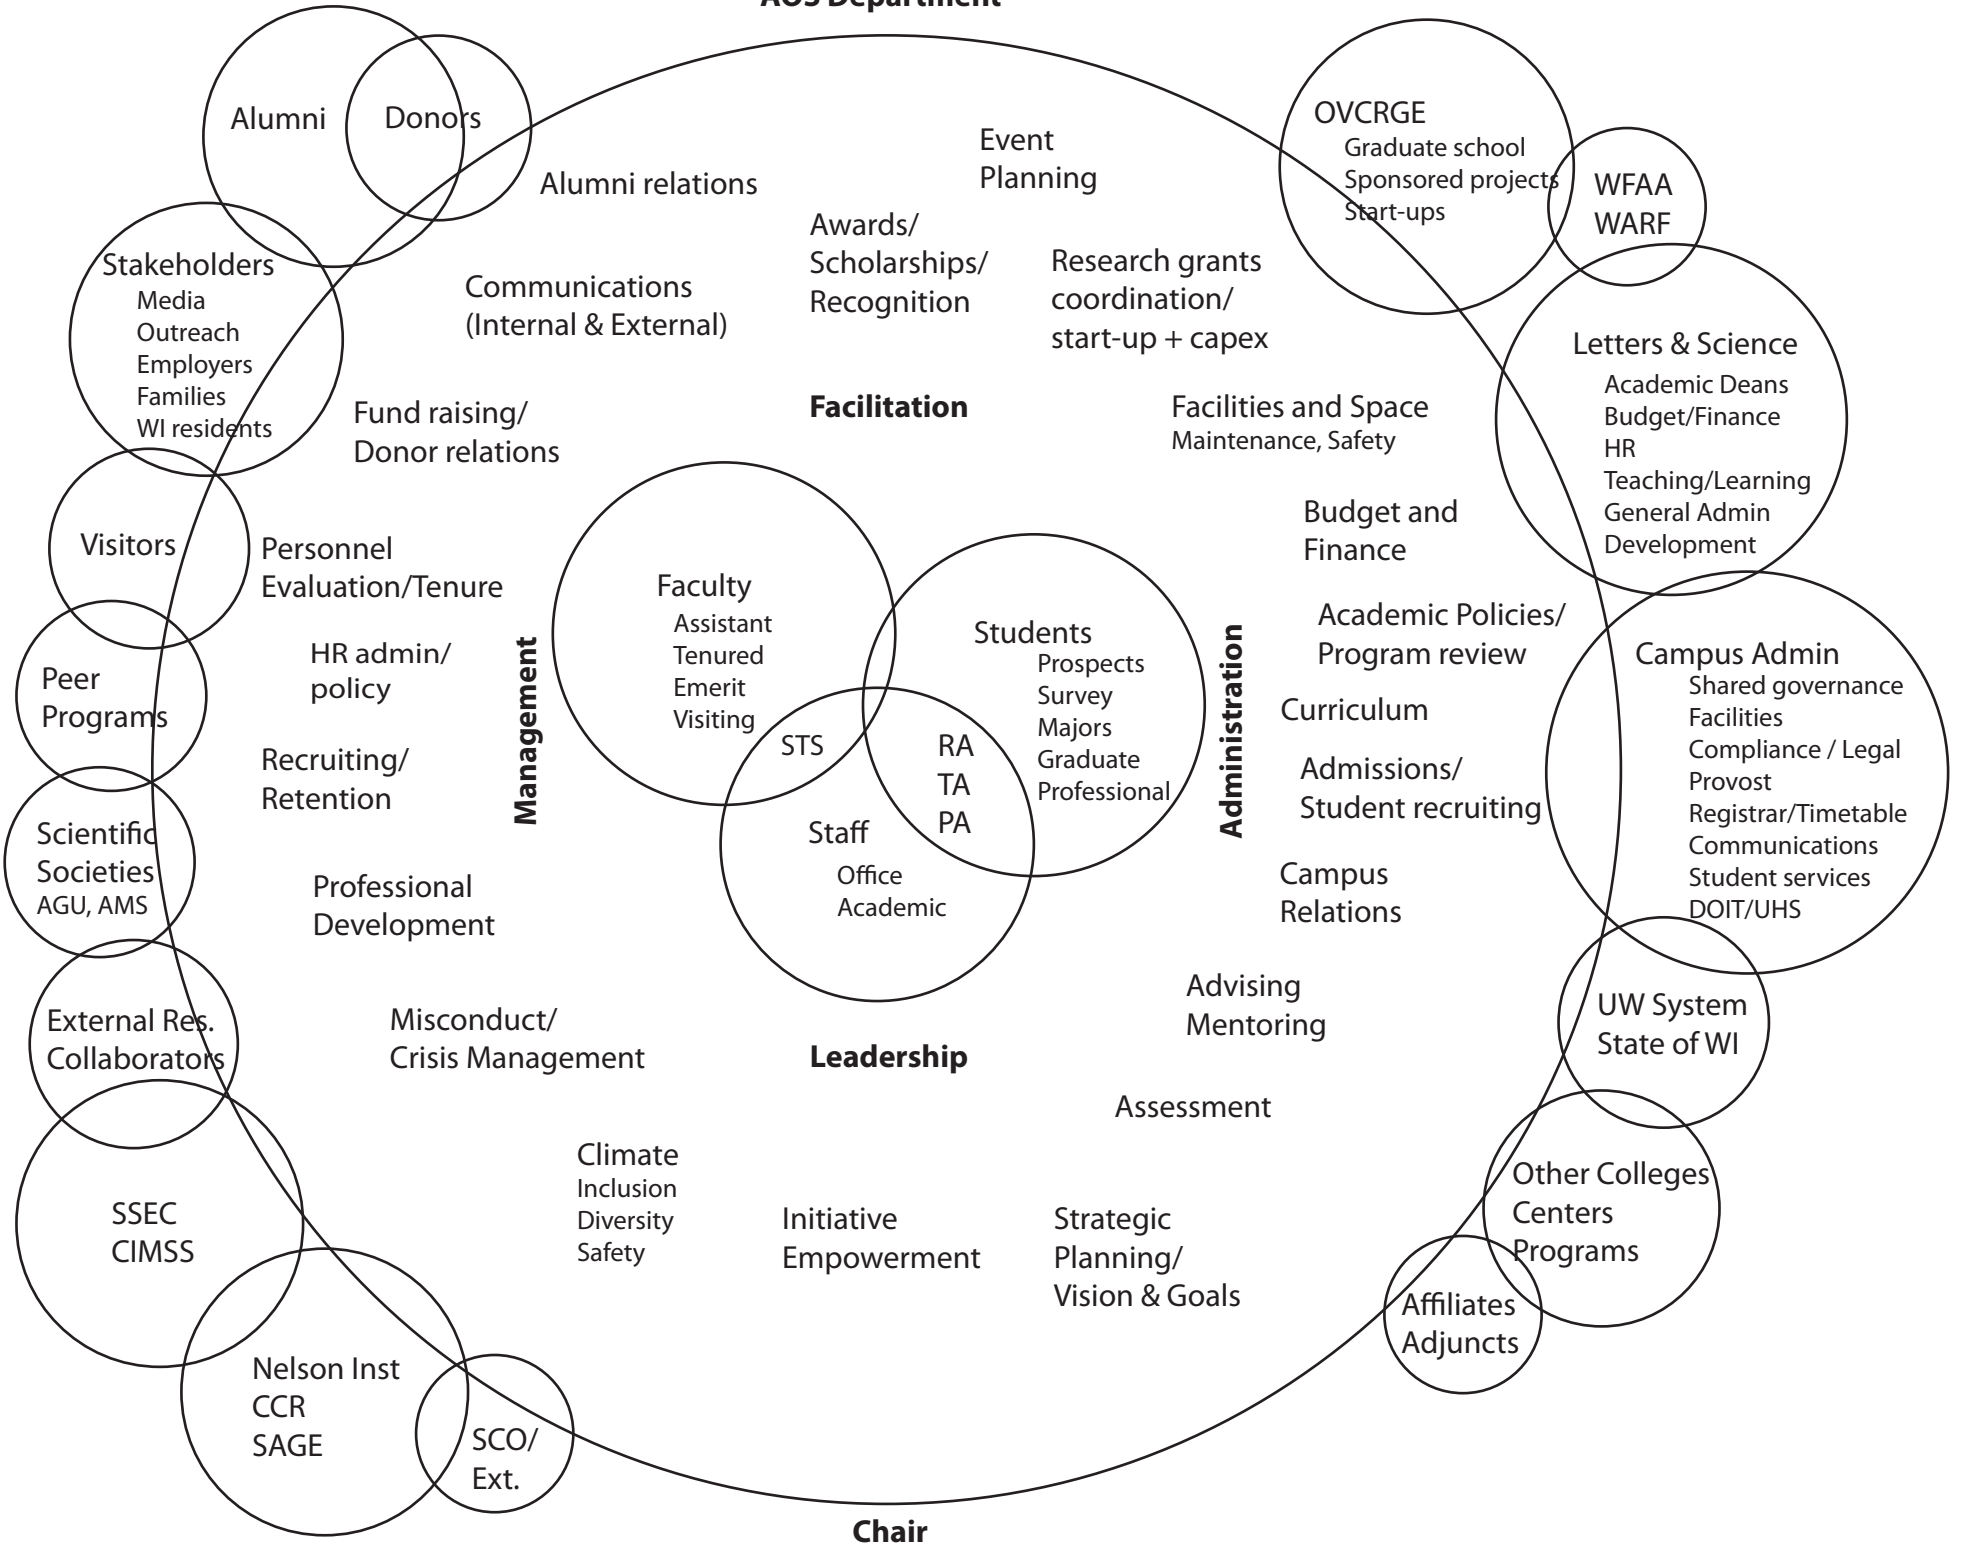 AOS Department
Alumni
Donors
Alumni relations
Event
Planning
OVCRGE
Graduate school
Sponsored projects
Start-ups
WFAA
WARF
Stakeholders
Media
Outreach
Employers
Families
WI residents
Communications
(Internal & External)
Awards/
Scholarships/
Recognition
Research grants
coordination/
start-up + capex
Letters & Science
Academic Deans
Budget/Finance
HR
Teaching/Learning
General Admin
Development
Fund raising/
Donor relations
Facilitation
Facilities and Space
Maintenance, Safety
Visitors
Personnel
Evaluation/Tenure
Budget and
Finance
Faculty
Assistant
Tenured
Emerit
Visiting
Students
Prospects
Survey
Majors
Graduate
Professional
STS
RA
TA
PA
Staff
Office
Academic
Management
Administration
Academic Policies/
Program review
Campus Admin
Shared governance
Facilities
Compliance / Legal
Provost
Registrar/Timetable
Communications
Student services
DOIT/UHS
Peer
Programs
HR admin/
policy
Curriculum
Recruiting/
Retention
Admissions/
Student recruiting
Scientific
Societies
AGU, AMS
Professional
Development
Campus
Relations
External Res.
Collaborators
Misconduct/
Crisis Management
Leadership
Advising
Mentoring
UW System
State of WI
Assessment
SSEC
CIMSS
Climate
Inclusion
Diversity
Safety
Initiative
Empowerment
Strategic
Planning/
Vision & Goals
Other Colleges
Centers
Programs
Affiliates
Adjuncts
Nelson Inst
CCR
SAGE
SCO/
Ext.
Chair